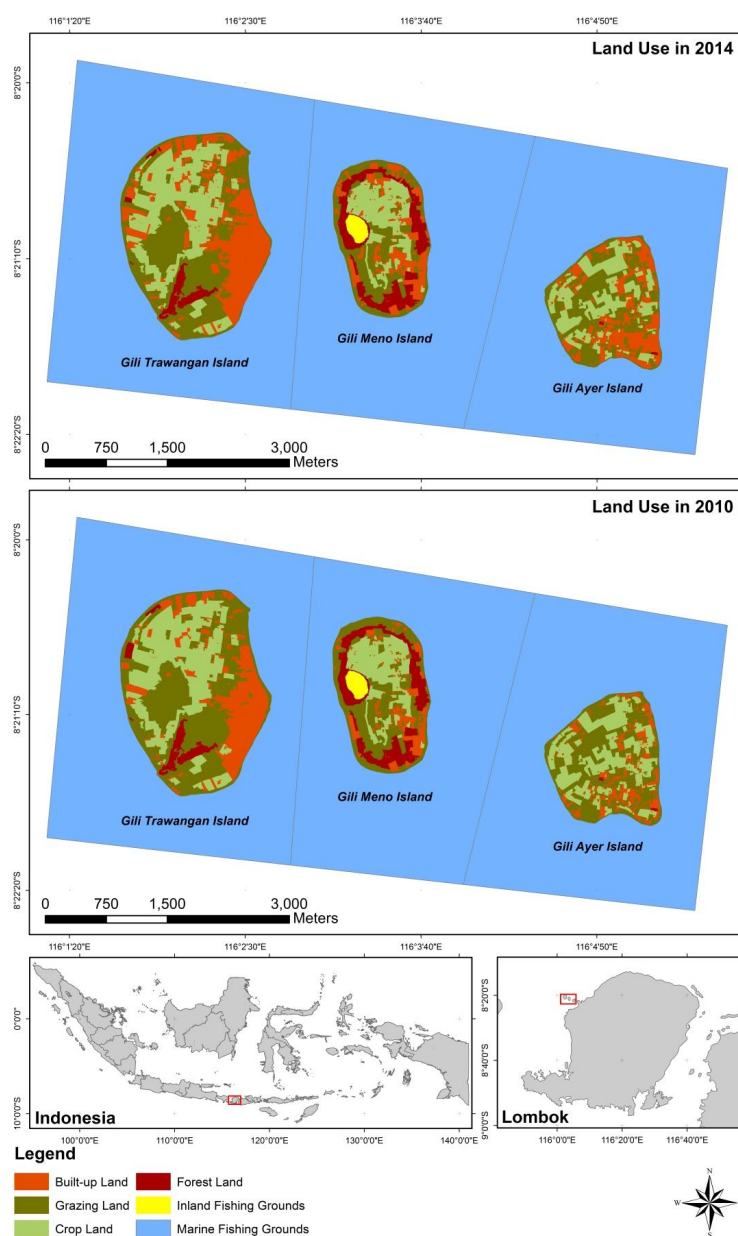 116°1'20"E 116°2'30"E 116°3'40"E 116°4'50"E
Land Use in 2014
8°20'0"S
8°21'10"S
8°22'20"S
Gili Trawangan Island
Gili Meno Island
Gili Ayer Island
0 750 1,500 3,000
Meters
Land Use in 2010
8°20'0"S
8°21'10"S
8°22'20"S
Gili Trawangan Island
Gili Meno Island
Gili Ayer Island
0 750 1,500 3,000
Meters
116°1'20"E 116°2'30"E 116°3'40"E 116°4'50"E
0°0'0"
10°0'0"S
Indonesia
100°0'0"E 110°0'0"E 120°0'0"E 130°0'0"E 140°0'0"E
8°20'0"S
8°40'0"S
9°0'0"S
Lombok
116°0'0"E 116°20'0"E 116°40'0"E
Legend
Built-up Land Forest Land
Grazing Land Inland Fishing Grounds
Crop Land Marine Fishing Grounds
N
W E
S